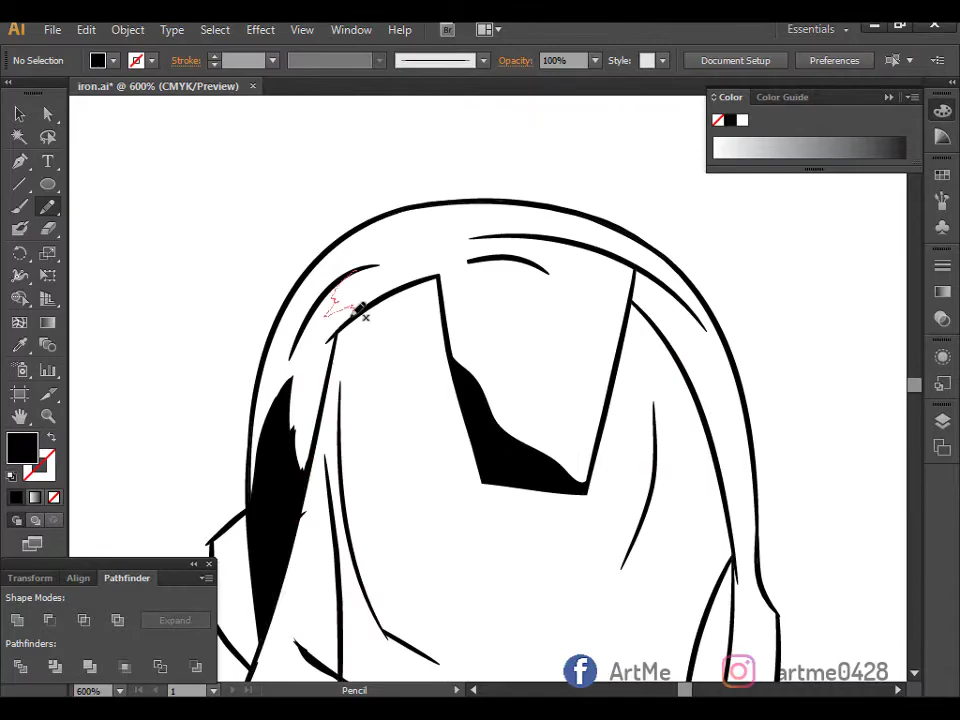 Ai File Edit Object Type Select Effect View Window Help Br Essentials
No Selection Stroke: Opacity: 100% Style: Document Setup Preferences
iron.ai* @ 600% (CMYK/Preview) ×
Color Color Guide
T
Transform Align Pathfinder
Shape Modes:
Expand
Pathfinders:
f ArtMe artme0428
600% 1 Pencil